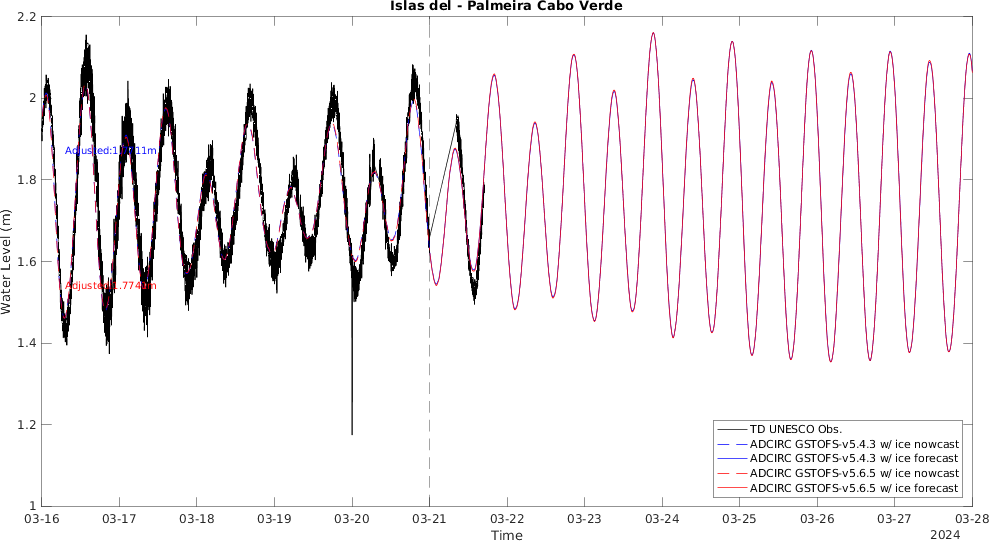 Islas del - Palmeira Cabo Verde
2.2
2
1.8
1.6
1.4
1.2
1
Water Level (m)
03-16
03-17
03-18
03-19
03-20
03-21
03-22
03-23
03-24
03-25
03-26
03-27
03-28
Time
2024
TD UNESCO Obs.
ADCIRC GSTOFS-v5.4.3 w/ ice nowcast
ADCIRC GSTOFS-v5.4.3 w/ ice forecast
ADCIRC GSTOFS-v5.6.5 w/ ice nowcast
ADCIRC GSTOFS-v5.6.5 w/ ice forecast